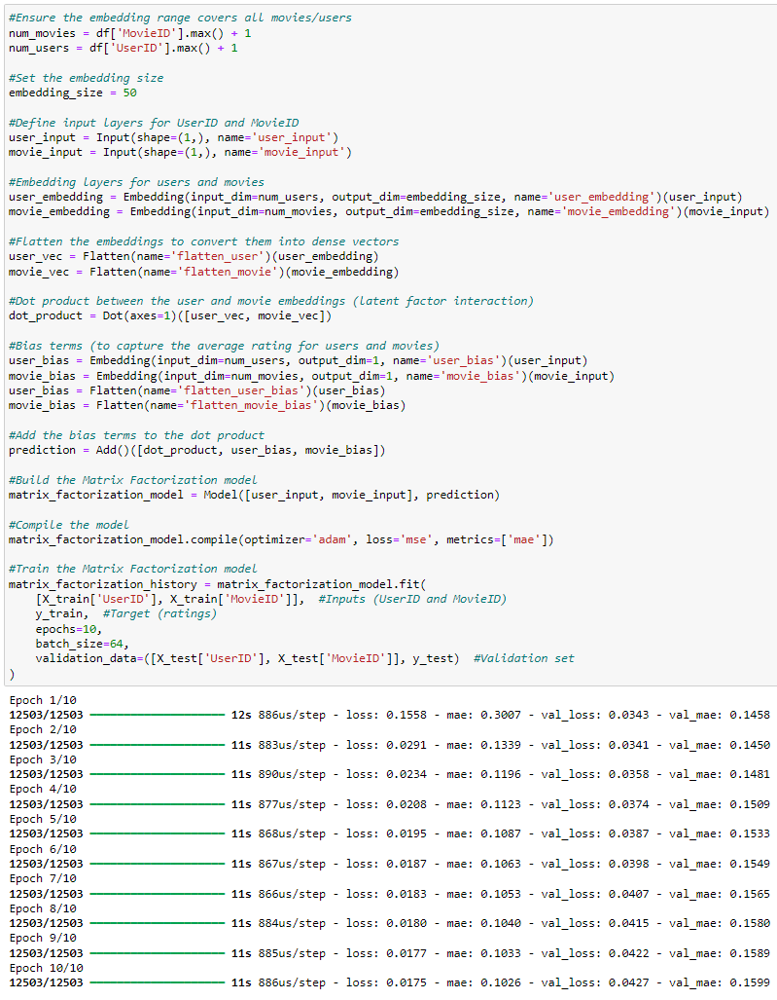 #Ensure the embedding range covers all movies/users
num_movies = df['MovieID'].max() + 1
num_users = df['UserID'].max() + 1
#Set the embedding size
embedding_size = 50
#Define input layers for UserID and MovieID
user_input = Input(shape=(1,), name='user_input')
movie_input = Input(shape=(1,), name='movie_input')
#Embedding layers for users and movies
user_embedding = Embedding(input_dim=num_users, output_dim=embedding_size, name='user_embedding')(user_input)
movie_embedding = Embedding(input_dim=num_movies, output_dim=embedding_size, name='movie_embedding')(movie_input)
#Flatten the embeddings to convert them into dense vectors
user_vec = Flatten(name='flatten_user')(user_embedding)
movie_vec = Flatten(name='flatten_movie')(movie_embedding)
#Dot product between the user and movie embeddings (latent factor interaction)
dot_product = Dot(axes=1)([user_vec, movie_vec])
#Bias terms (to capture the average rating for users and movies)
user_bias = Embedding(input_dim=num_users, output_dim=1, name='user_bias')(user_input)
movie_bias = Embedding(input_dim=num_movies, output_dim=1, name='movie_bias')(movie_input)
user_bias = Flatten(name='flatten_user_bias')(user_bias)
movie_bias = Flatten(name='flatten_movie_bias')(movie_bias)
#Add the bias terms to the dot product
prediction = Add()([dot_product, user_bias, movie_bias])
#Build the Matrix Factorization model
matrix_factorization_model = Model([user_input, movie_input], prediction)
#Compile the model
matrix_factorization_model.compile(optimizer='adam', loss='mse', metrics=['mae'])
#Train the Matrix Factorization model
matrix_factorization_history = matrix_factorization_model.fit(
    [X_train['UserID'], X_train['MovieID']],  #Inputs (UserID and MovieID)
    y_train,  #Target (ratings)
    epochs=10,
    batch_size=64,
    validation_data=([X_test['UserID'], X_test['MovieID']], y_test)  #Validation set
)
Epoch 1/10
12503/12503 ━━━━━━━━━━━━━━━━━━━━ 12s 886us/step - loss: 0.1558 - mae: 0.3007 - val_loss: 0.0343 - val_mae: 0.1458
Epoch 2/10
12503/12503 ━━━━━━━━━━━━━━━━━━━━ 11s 883us/step - loss: 0.0291 - mae: 0.1339 - val_loss: 0.0341 - val_mae: 0.1450
Epoch 3/10
12503/12503 ━━━━━━━━━━━━━━━━━━━━ 11s 890us/step - loss: 0.0234 - mae: 0.1196 - val_loss: 0.0358 - val_mae: 0.1481
Epoch 4/10
12503/12503 ━━━━━━━━━━━━━━━━━━━━ 11s 877us/step - loss: 0.0208 - mae: 0.1123 - val_loss: 0.0374 - val_mae: 0.1509
Epoch 5/10
12503/12503 ━━━━━━━━━━━━━━━━━━━━ 11s 868us/step - loss: 0.0195 - mae: 0.1087 - val_loss: 0.0387 - val_mae: 0.1533
Epoch 6/10
12503/12503 ━━━━━━━━━━━━━━━━━━━━ 11s 867us/step - loss: 0.0187 - mae: 0.1063 - val_loss: 0.0398 - val_mae: 0.1549
Epoch 7/10
12503/12503 ━━━━━━━━━━━━━━━━━━━━ 11s 866us/step - loss: 0.0183 - mae: 0.1053 - val_loss: 0.0407 - val_mae: 0.1565
Epoch 8/10
12503/12503 ━━━━━━━━━━━━━━━━━━━━ 11s 884us/step - loss: 0.0180 - mae: 0.1040 - val_loss: 0.0415 - val_mae: 0.1580
Epoch 9/10
12503/12503 ━━━━━━━━━━━━━━━━━━━━ 11s 885us/step - loss: 0.0177 - mae: 0.1033 - val_loss: 0.0422 - val_mae: 0.1589
Epoch 10/10
12503/12503 ━━━━━━━━━━━━━━━━━━━━ 11s 886us/step - loss: 0.0175 - mae: 0.1026 - val_loss: 0.0427 - val_mae: 0.1599